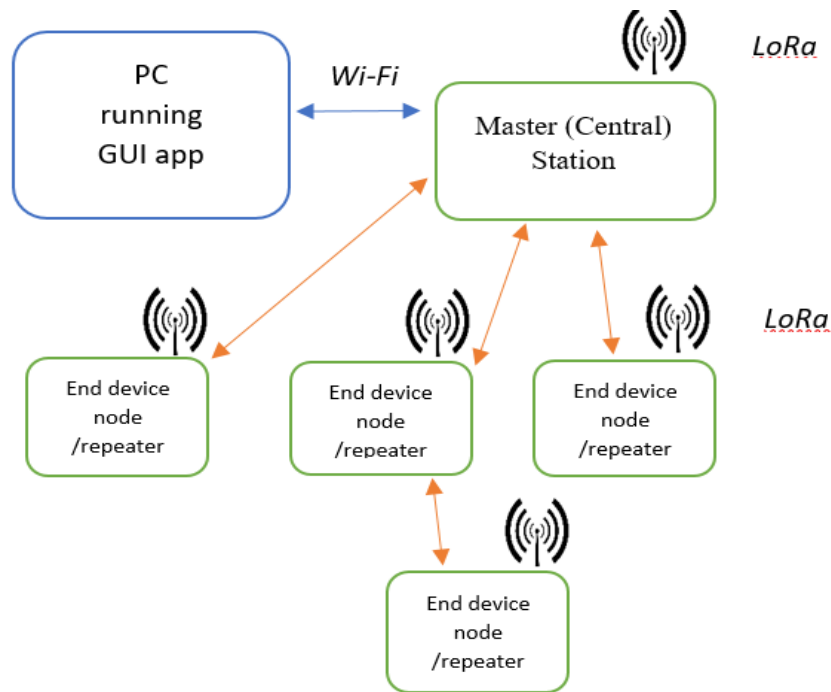 PC
running
GUI app
Wi-Fi
LoRa
Master (Central)
Station
LoRa
End device
node
/repeater
End device
node
/repeater
End device
node
/repeater
End device
node
/repeater